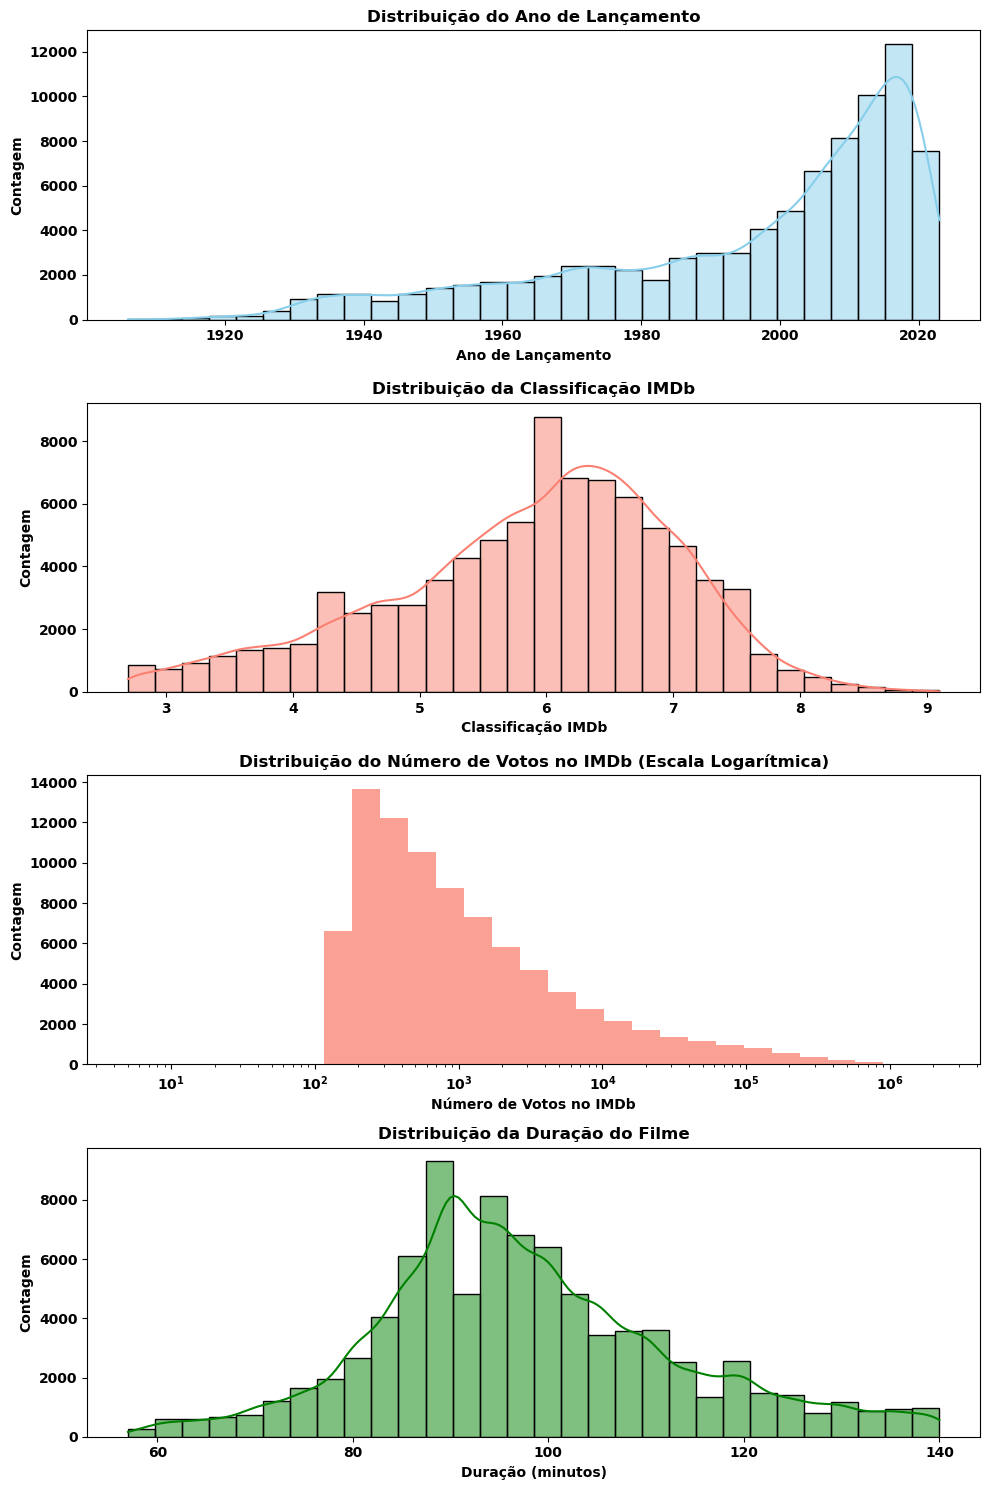 Distribuição do Ano de Lançamento
12000
10000
8000
6000
4000
2000
0
Contagem
1920 1940 1960 1980 2000 2020
Ano de Lançamento
Distribuição da Classificação IMDb
8000
6000
4000
2000
0
Contagem
3 4 5 6 7 8 9
Classificação IMDb
Distribuição do Número de Votos no IMDb (Escala Logarítmica)
14000
12000
10000
8000
6000
4000
2000
0
Contagem
10¹ 10² 10³ 10⁴ 10⁵ 10⁶
Número de Votos no IMDb
Distribuição da Duração do Filme
8000
6000
4000
2000
0
Contagem
60 80 100 120 140
Duração (minutos)